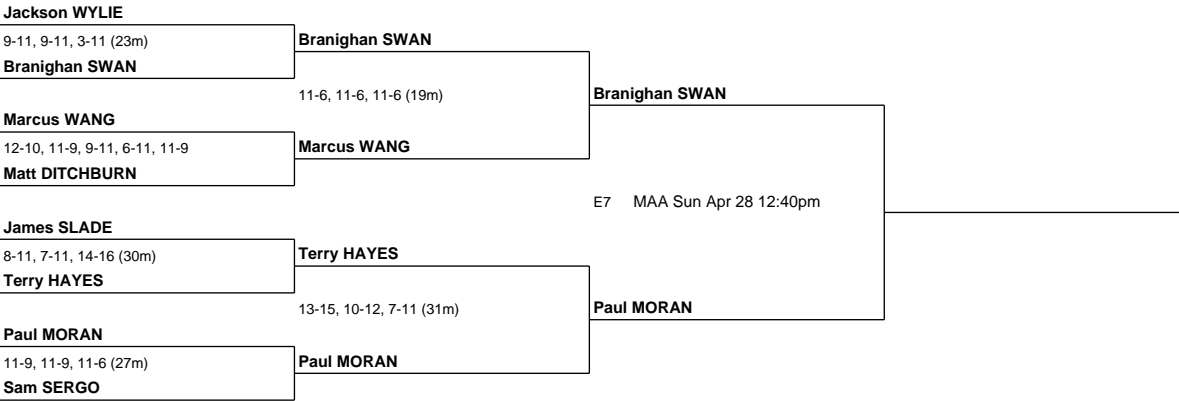 Jackson WYLIE
9-11, 9-11, 3-11 (23m)
Branighan SWAN
Branighan SWAN
11-6, 11-6, 11-6 (19m)
Branighan SWAN
Marcus WANG
12-10, 11-9, 9-11, 6-11, 11-9
Marcus WANG
Matt DITCHBURN
E7 MAA Sun Apr 28 12:40pm
James SLADE
8-11, 7-11, 14-16 (30m)
Terry HAYES
Terry HAYES
13-15, 10-12, 7-11 (31m)
Paul MORAN
Paul MORAN
11-9, 11-9, 11-6 (27m)
Paul MORAN
Sam SERGO